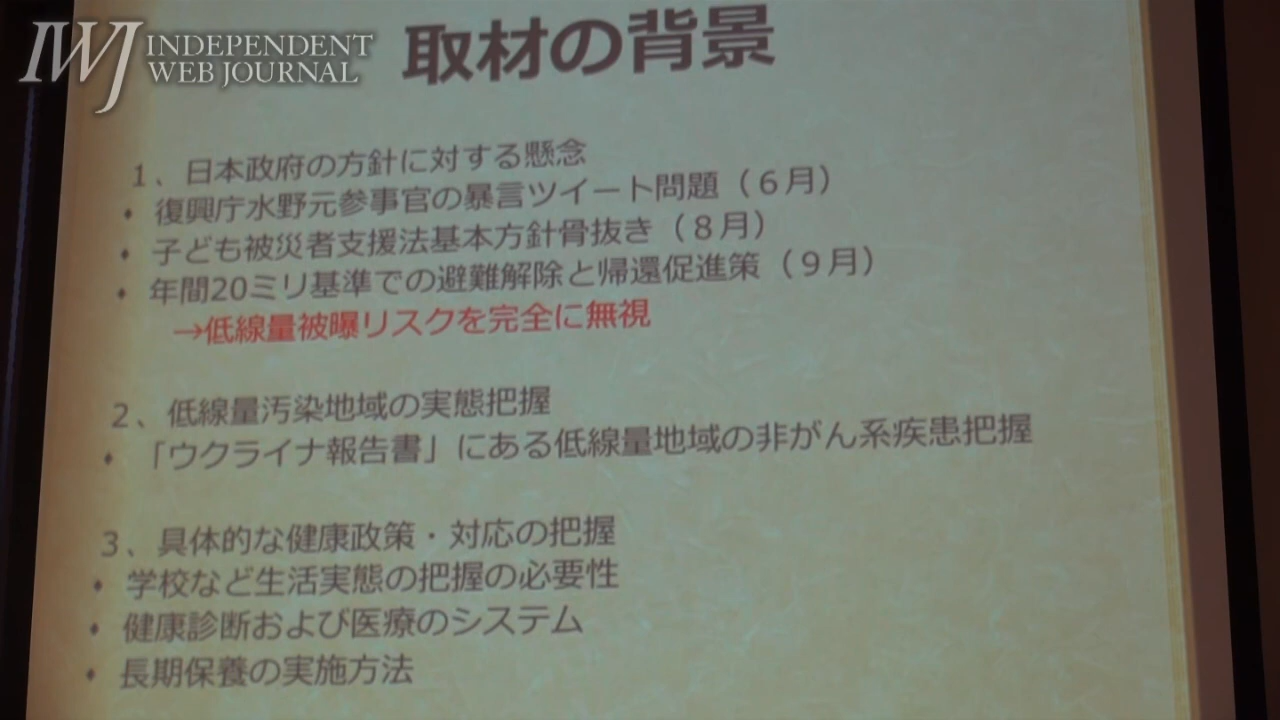 IWJ INDEPENDENT
WEB JOURNAL
取材の背景
1、日本政府の方針に対する懸念
・復興庁水野元参事官の暴言ツイート問題（６月）
・子ども被災者支援法基本方針骨抜き（８月）
・年間20ミリ基準での避難解除と帰還促進策（９月）
→低線量被曝リスクを完全に無視
2、低線量汚染地域の実態把握
・「ウクライナ報告書」にある低線量地域の非がん系疾患把握
3、具体的な健康政策・対応の把握
・学校など生活実態の把握の必要性
・健康診断および医療のシステム
・長期保養の実施方法